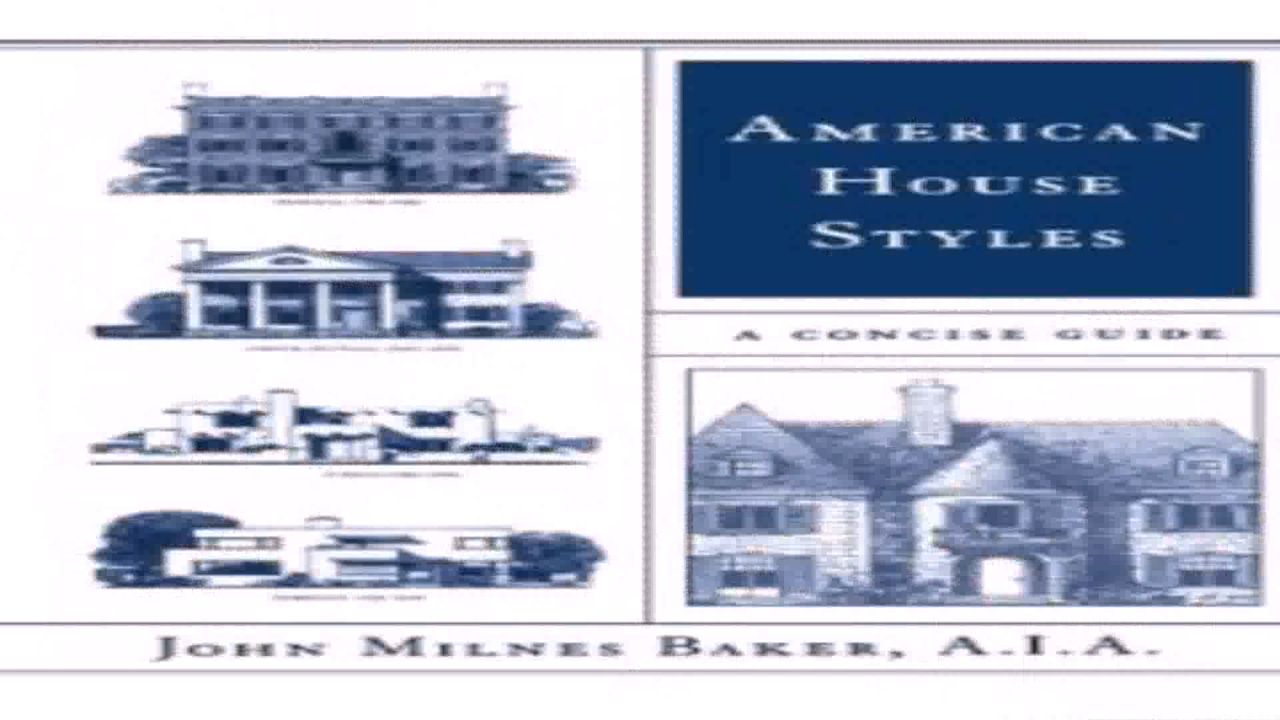 AMERICAN
HOUSE
STYLES
A CONCISE GUIDE
JOHN MILNES BAKER, A.I.A.